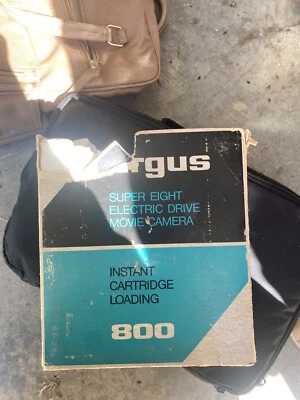 argus
SUPER EIGHT
ELECTRIC DRIVE
MOVIE CAMERA
INSTANT
CARTRIDGE
LOADING
800